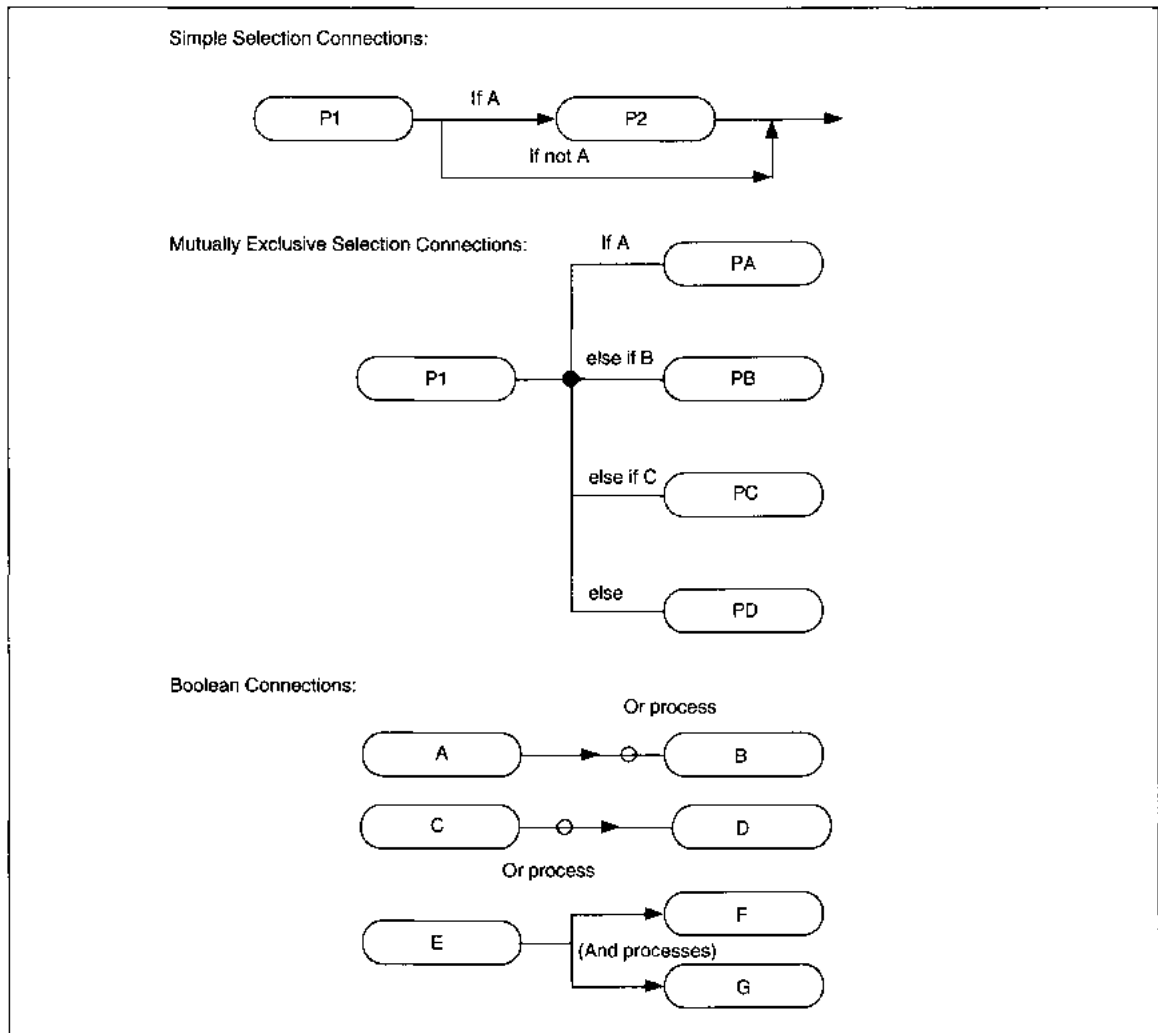 Simple Selection Connections:
If A
P1
P2
If not A
Mutually Exclusive Selection Connections:
If A
PA
else if B
P1
PB
else if C
PC
else
PD
Boolean Connections:
Or process
A
B
C
D
Or process
F
E
(And processes)
G